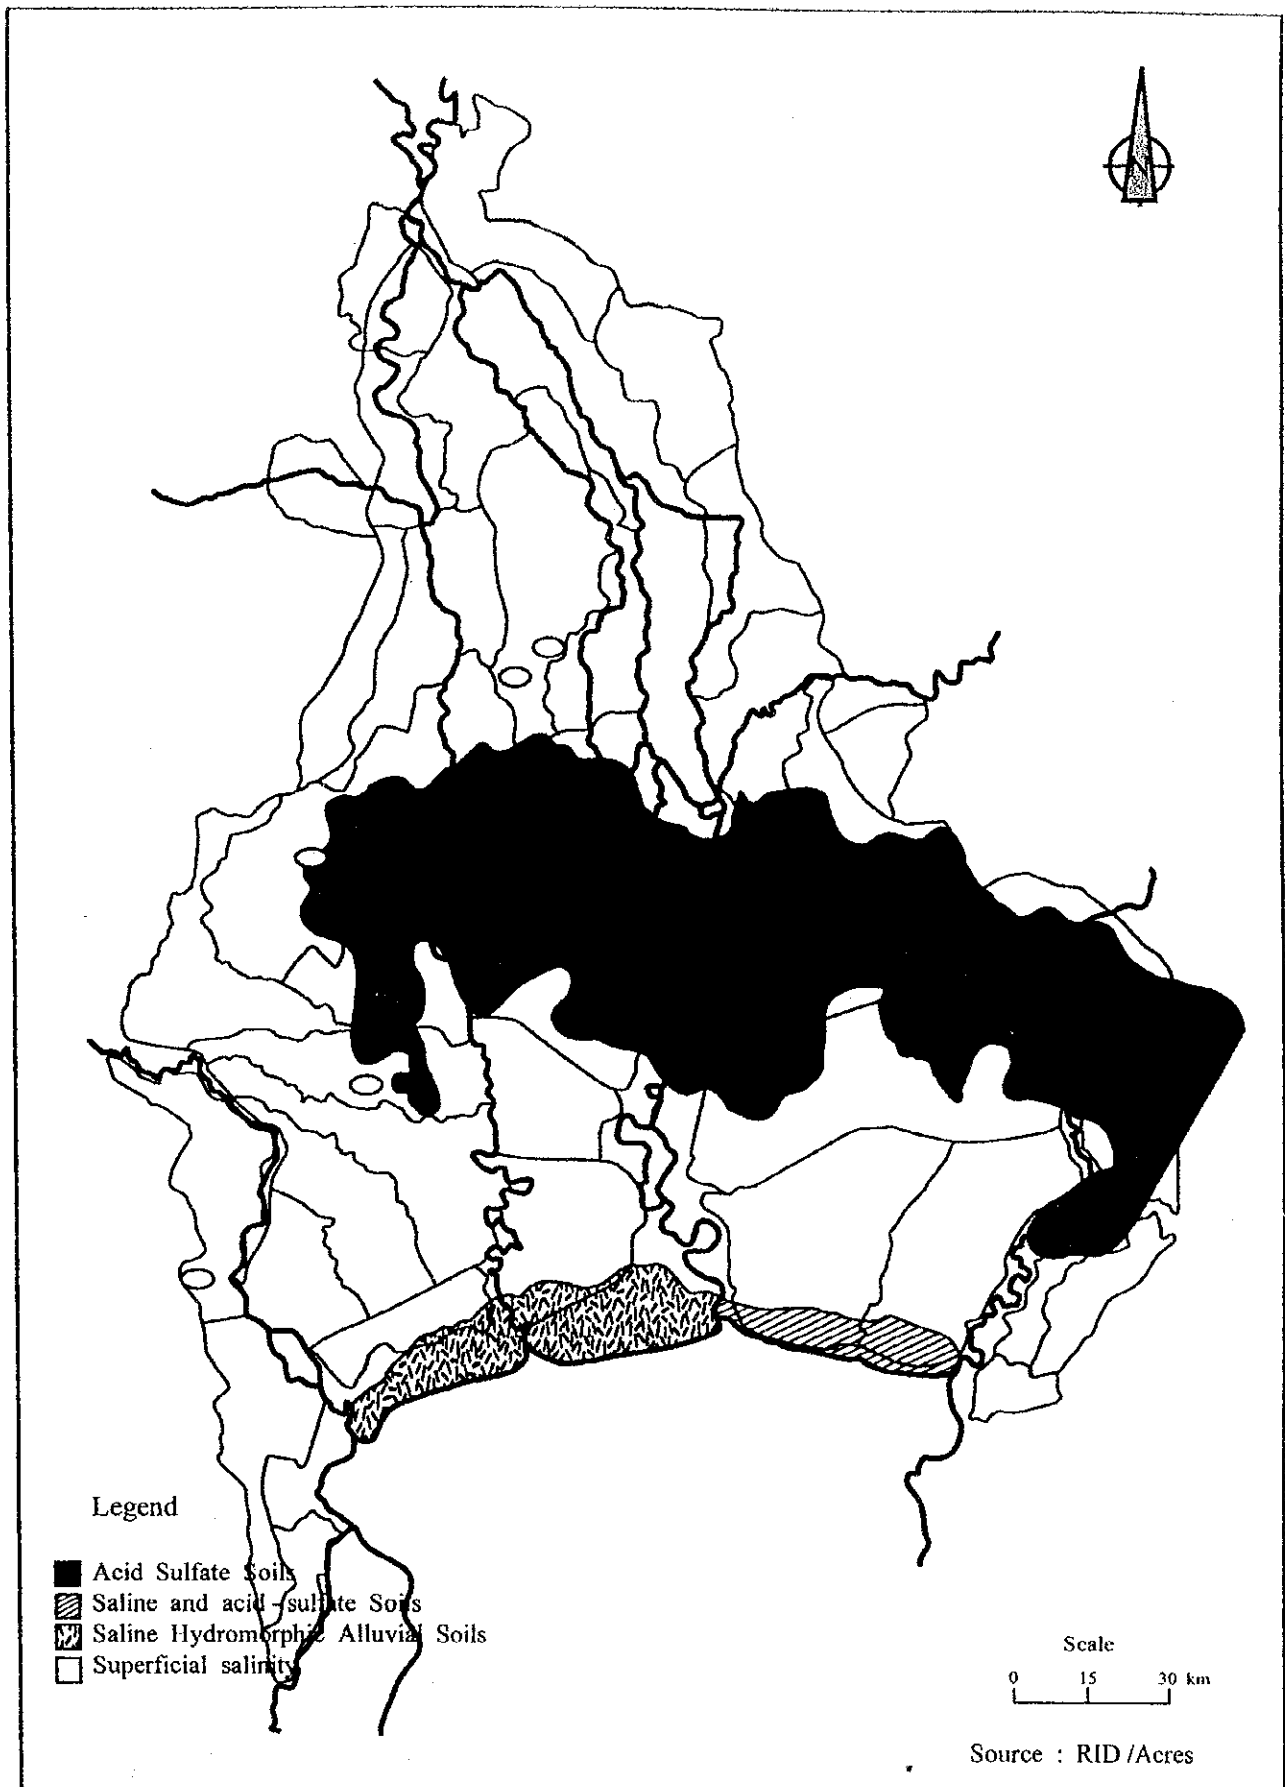 N
Legend
Acid Sulfate Soils
Saline and acid-sulfate Soils
Saline Hydromorphic Alluvial Soils
Superficial salinity
Scale
0 15 30 km
Source : RID /Acres